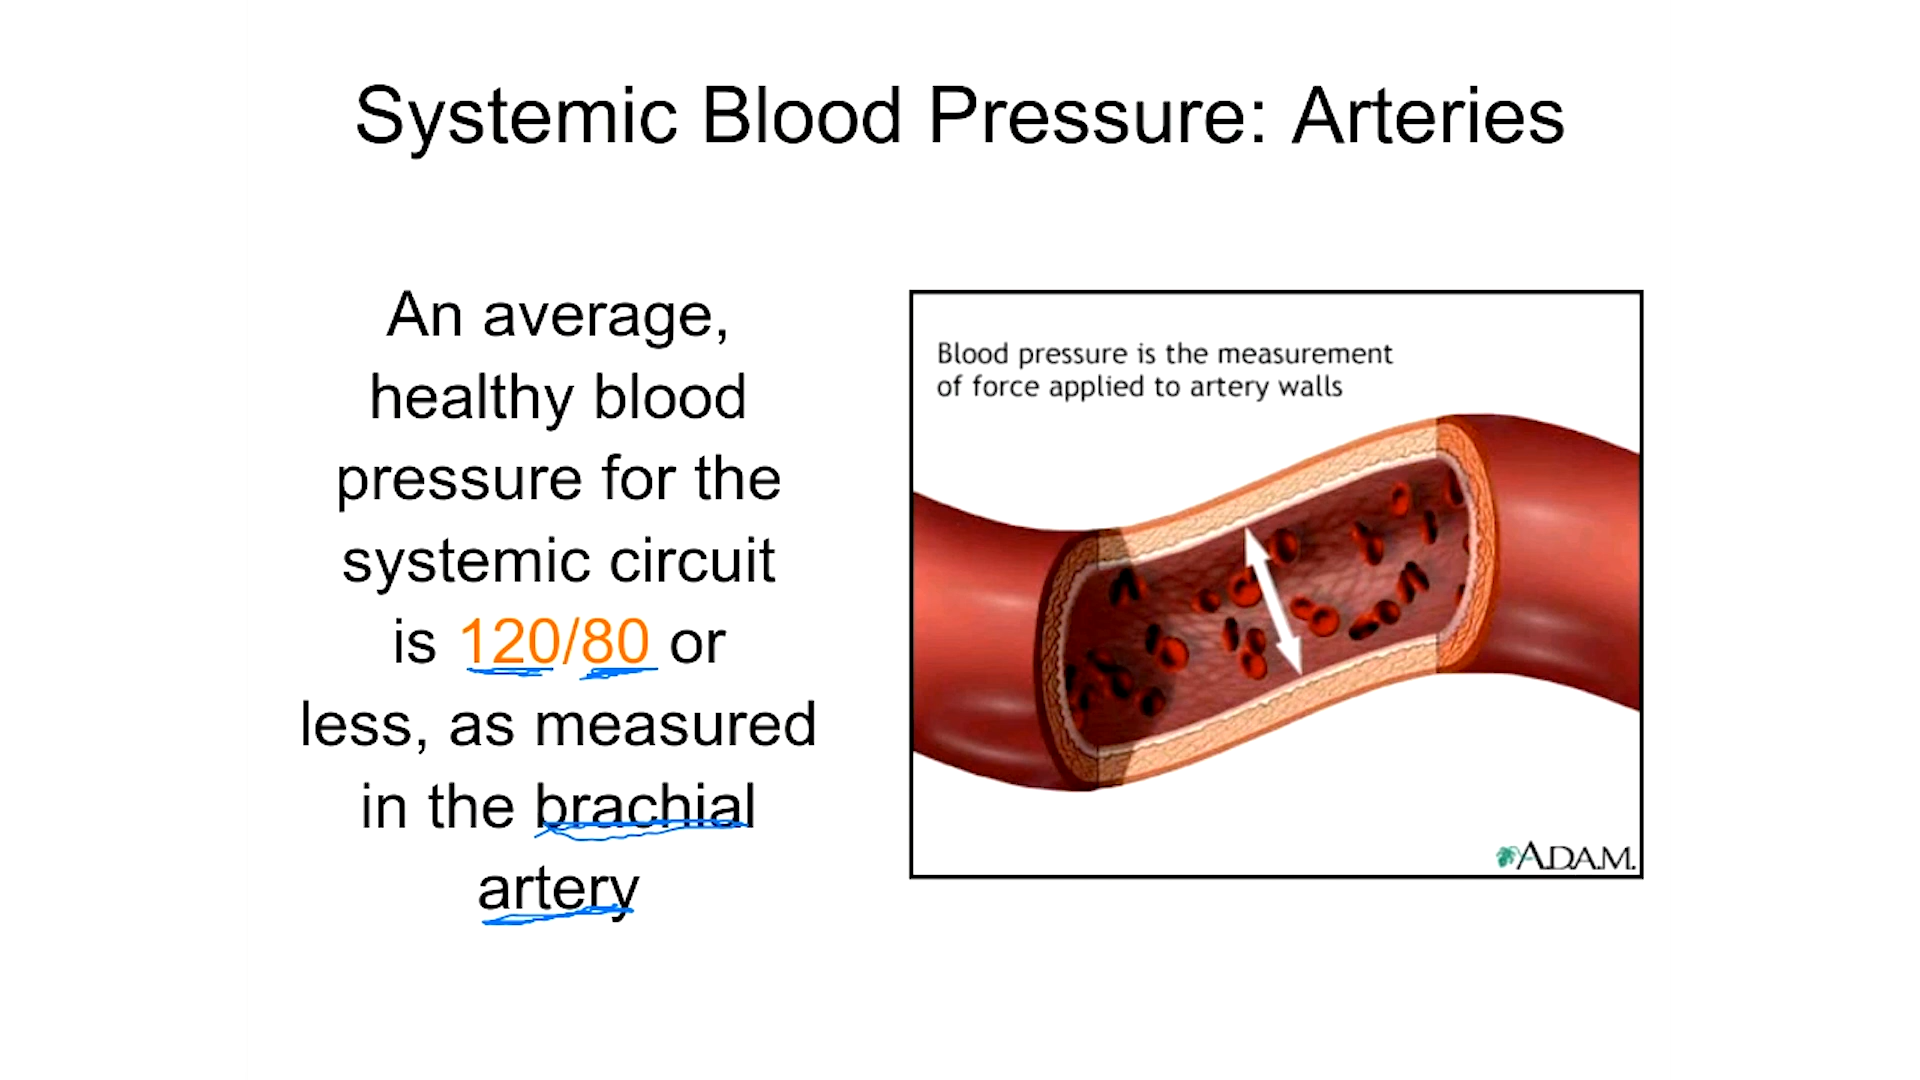 Systemic Blood Pressure: Arteries
An average,
healthy blood
pressure for the
systemic circuit
is 120/80 or
less, as measured
in the brachial
artery
Blood pressure is the measurement
of force applied to artery walls
A.D.A.M.